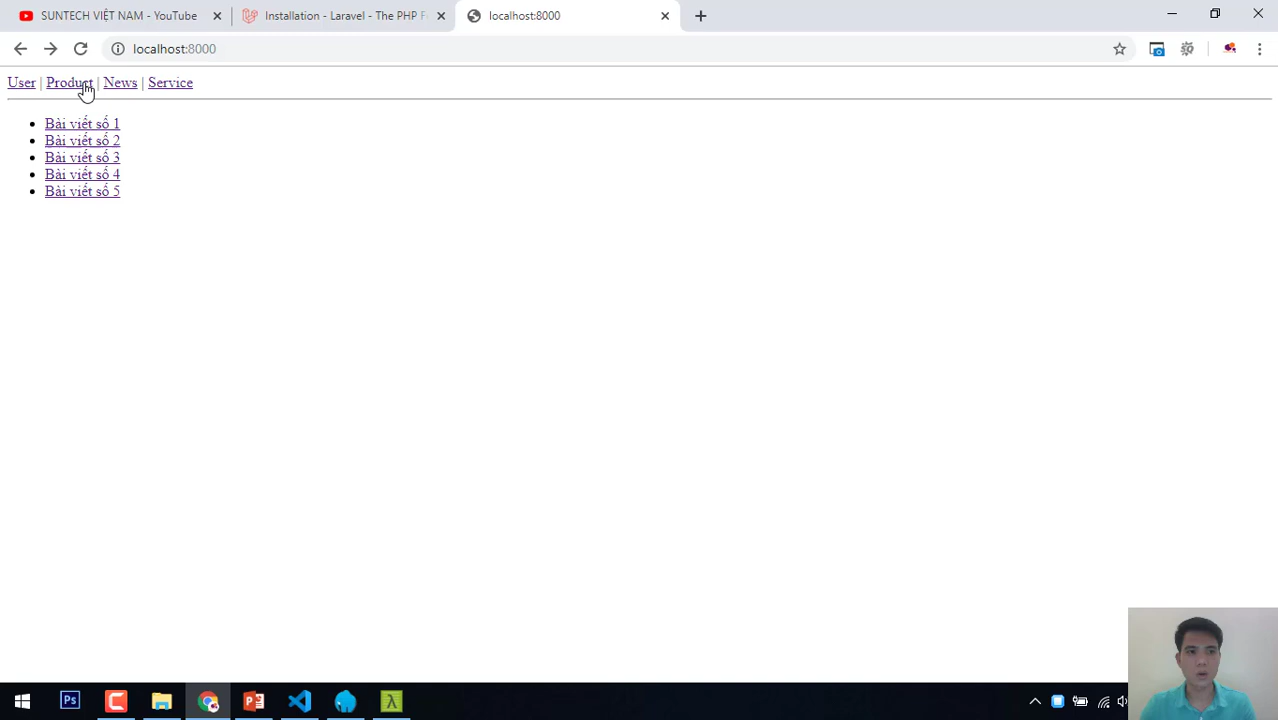 SUNTECH VIỆT NAM - YouTube
Installation - Laravel - The PHP F
localhost:8000
localhost:8000
User | Product | News | Service
Bài viết số 1
Bài viết số 2
Bài viết số 3
Bài viết số 4
Bài viết số 5
Ps